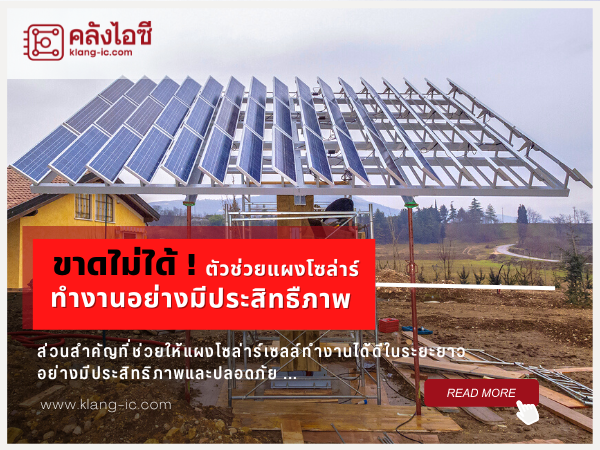 คลังไอซี
klang-ic.com
ขาดไม่ได้ ! ตัวช่วยแผงโซล่าร์
ทำงานอย่างมีประสิทธิภาพ
ส่วนสำคัญที่ช่วยให้แผงโซล่าร์เซลล์ทำงานได้ดีในระยะยาว
อย่างมีประสิทธิภาพและปลอดภัย ...
www.klang-ic.com
READ MORE